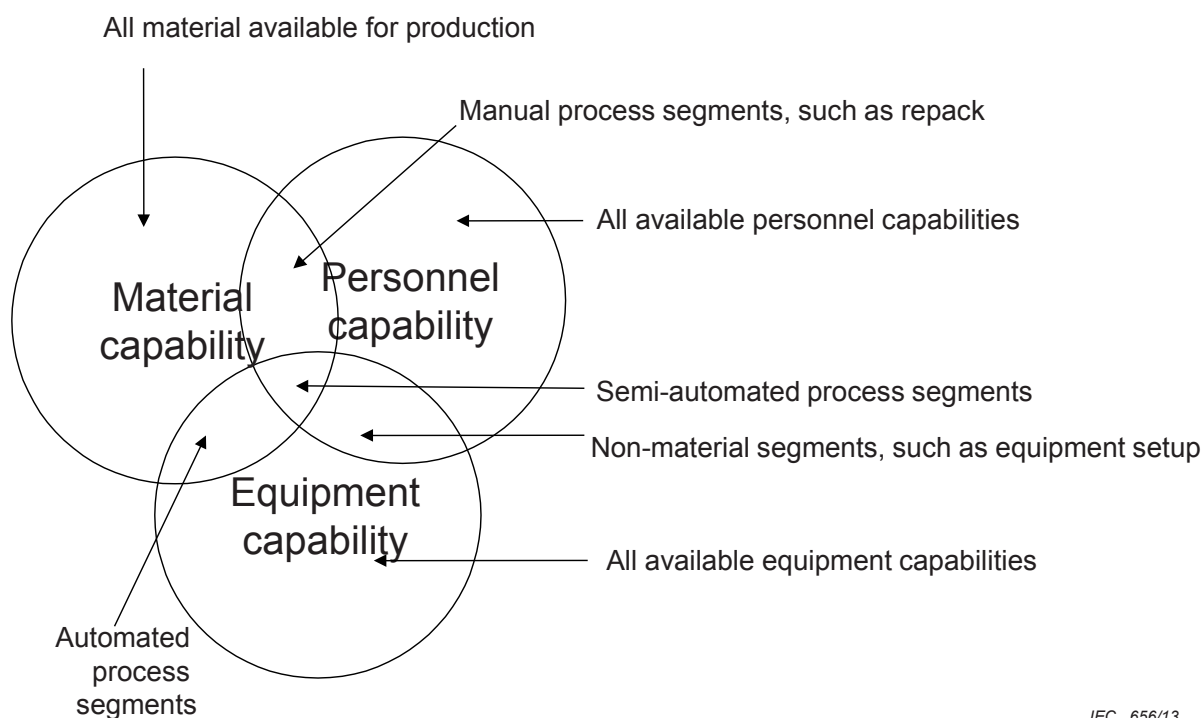 All material available for production
Manual process segments, such as repack
All available personnel capabilities
Material
capability
Personnel
capability
Semi-automated process segments
Non-material segments, such as equipment setup
Equipment
capability
All available equipment capabilities
Automated
process
segments
IEC 656/13